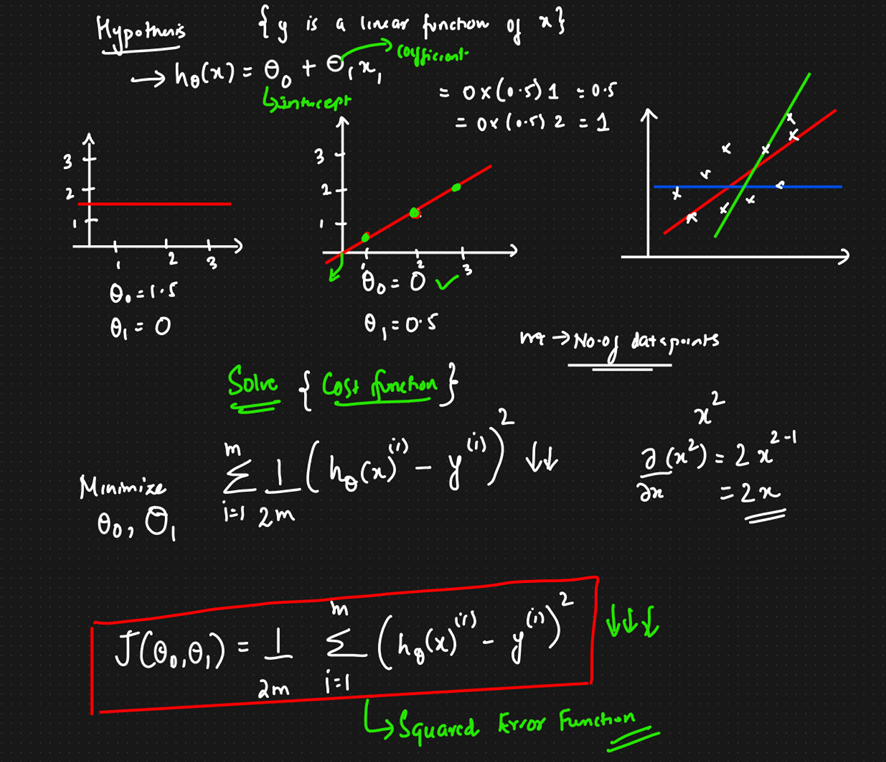 Hypothesis {y is a linear function of x}
→ hθ(x) = θ₀ + θ₁x₁
coefficient
intercept
= 0x(0.5)1 = 0.5
= 0x(0.5)2 = 1
3
2
1
1 2 3
θ₀ = 1.5
θ₁ = 0
3
2
1
1 2 3
θ₀ = 0 ✓
θ₁ = 0.5
m → No. of datapoints
Solve {Cost function}
Minimize
θ₀, θ₁
m
Σ 1/2m (hθ(x)⁽ⁱ⁾ - y⁽ⁱ⁾)² ↓↓
i=1
x²
∂/∂x (x²) = 2x²⁻¹
= 2x
J(θ₀,θ₁) = 1/2m Σ (hθ(x)⁽ⁱ⁾ - y⁽ⁱ⁾)² ↓↓↓
m
i=1
↳ Squared Error Function